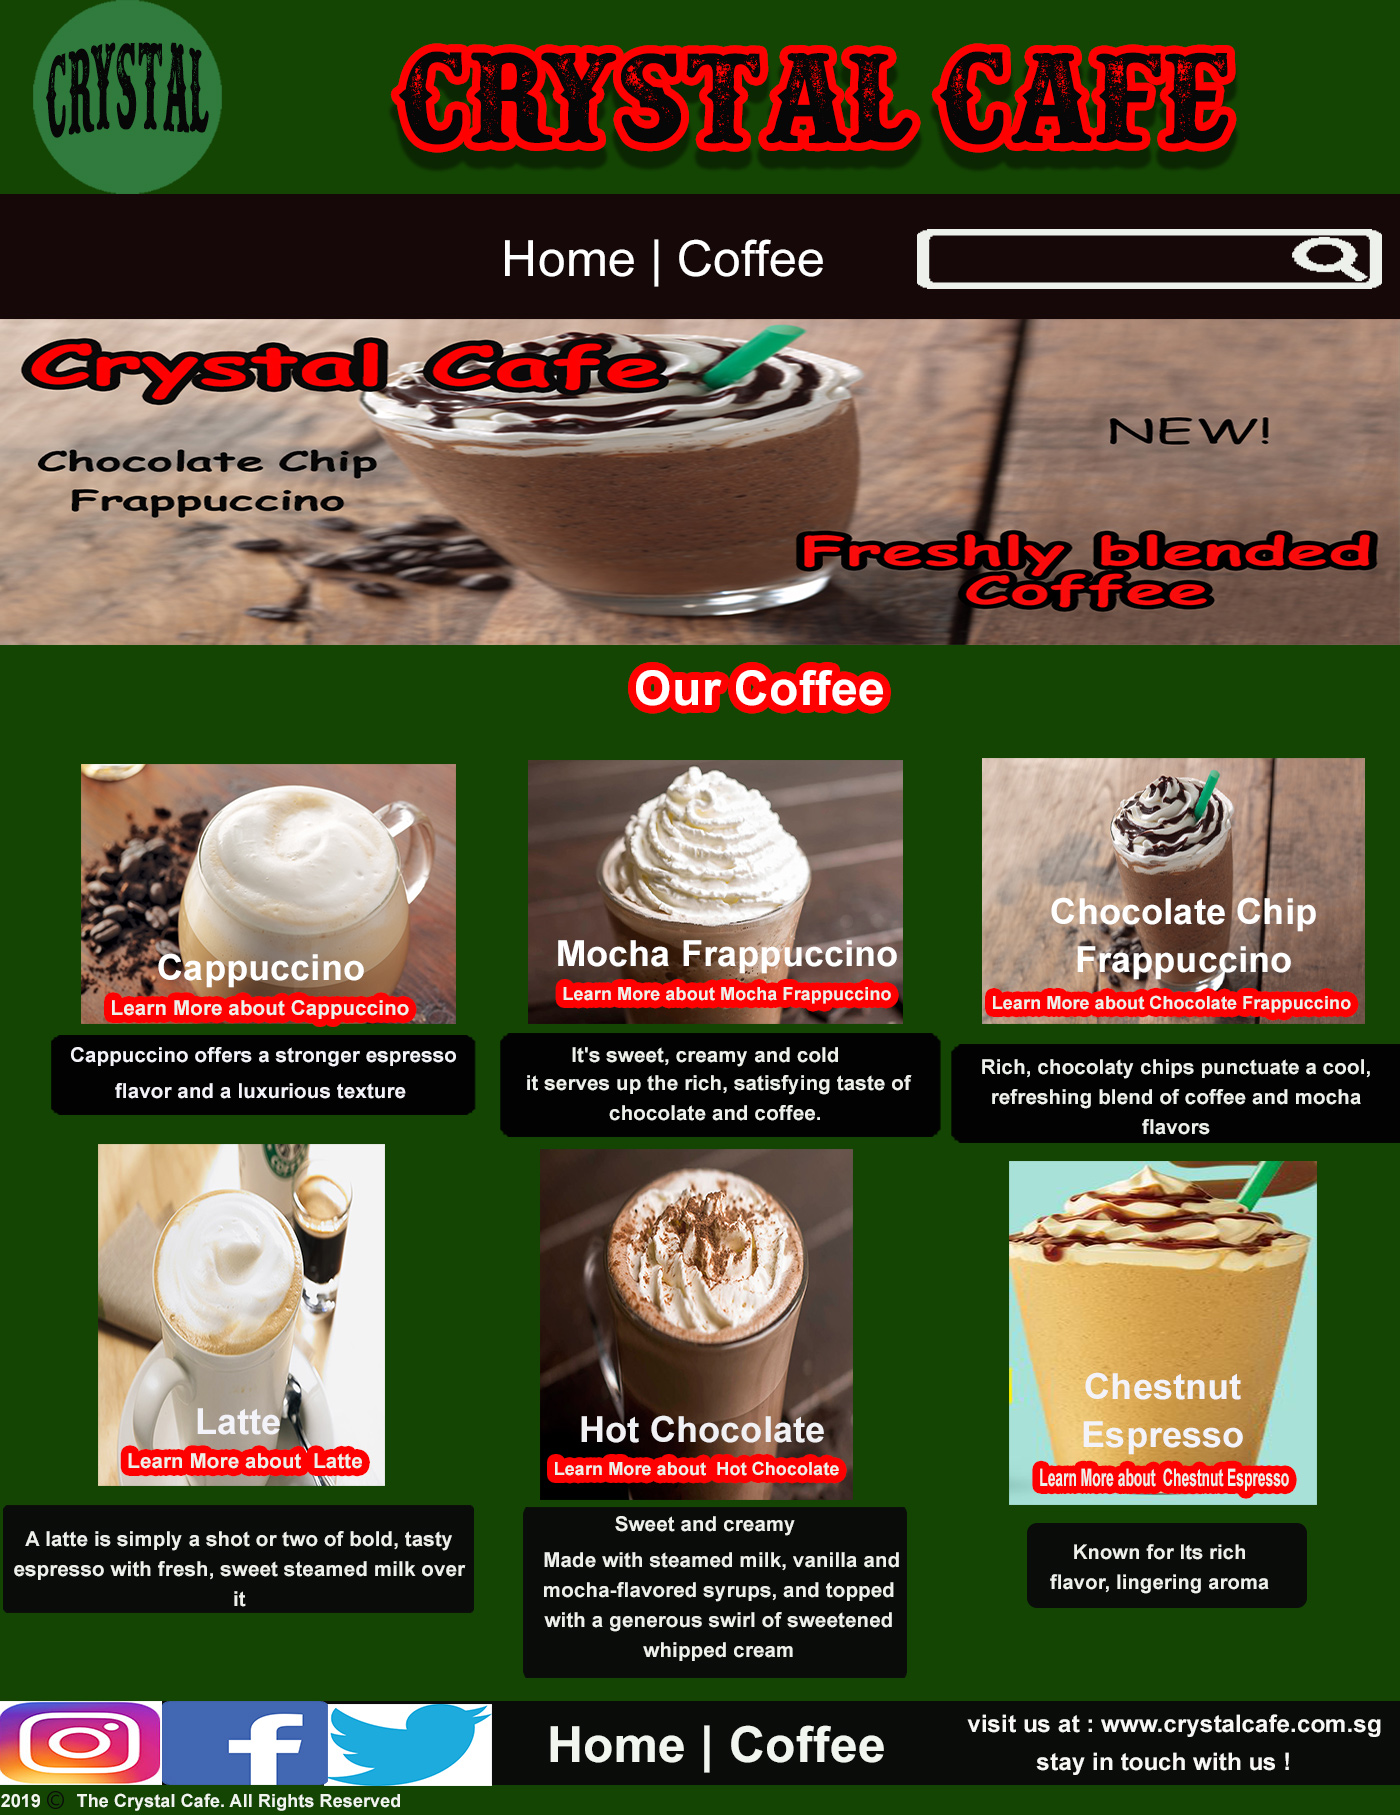 CRYSTAL
CRYSTAL CAFE
Home | Coffee
Crystal Cafe
Chocolate Chip
Frappuccino
NEW!
Freshly blended
Coffee
Our Coffee
Cappuccino
Learn More about Cappuccino
Cappuccino offers a stronger espresso
flavor and a luxurious texture
Mocha Frappuccino
Learn More about Mocha Frappuccino
It's sweet, creamy and cold
it serves up the rich, satisfying taste of
chocolate and coffee.
Chocolate Chip
Frappuccino
Learn More about Chocolate Frappuccino
Rich, chocolaty chips punctuate a cool,
refreshing blend of coffee and mocha
flavors
Latte
Learn More about Latte
A latte is simply a shot or two of bold, tasty
espresso with fresh, sweet steamed milk over
it
Hot Chocolate
Learn More about Hot Chocolate
Sweet and creamy
Made with steamed milk, vanilla and
mocha-flavored syrups, and topped
with a generous swirl of sweetened
whipped cream
Chestnut
Espresso
Learn More about Chestnut Espresso
Known for Its rich
flavor, lingering aroma
f
Home | Coffee
visit us at : www.crystalcafe.com.sg
stay in touch with us !
2019 © The Crystal Cafe. All Rights Reserved